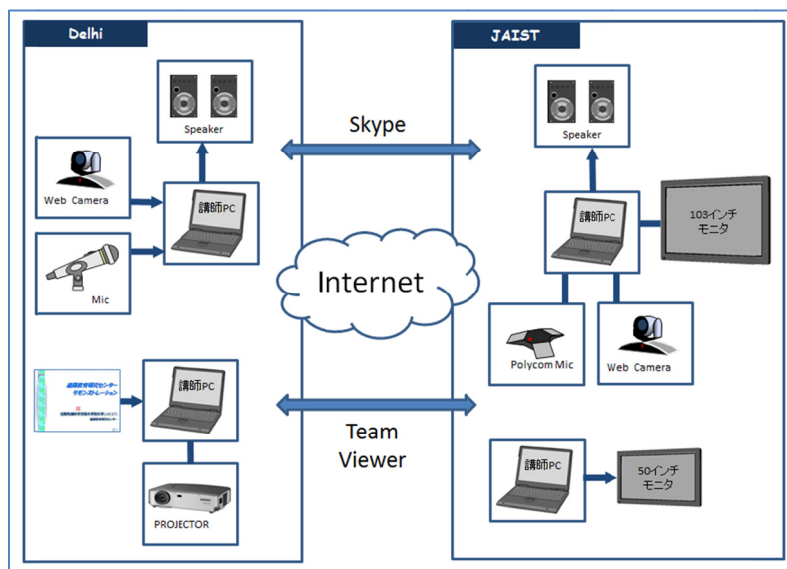 Delhi
Speaker
Web Camera
講師PC
Mic
講師PC
PROJECTOR
Skype
Internet
Team
Viewer
JAIST
Speaker
講師PC
103インチ
モニタ
Polycom Mic
Web Camera
講師PC
50インチ
モニタ